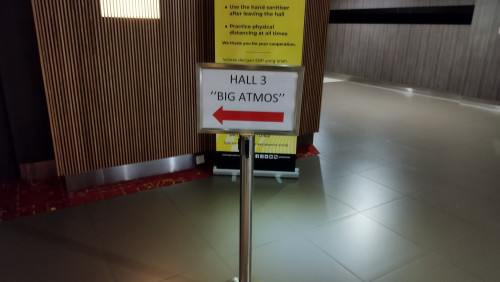 • Use the hand sanitiser
after leaving the hall
• Practise physical
distancing at all times
We thank you for your cooperation.
HALL 3
"BIG ATMOS"